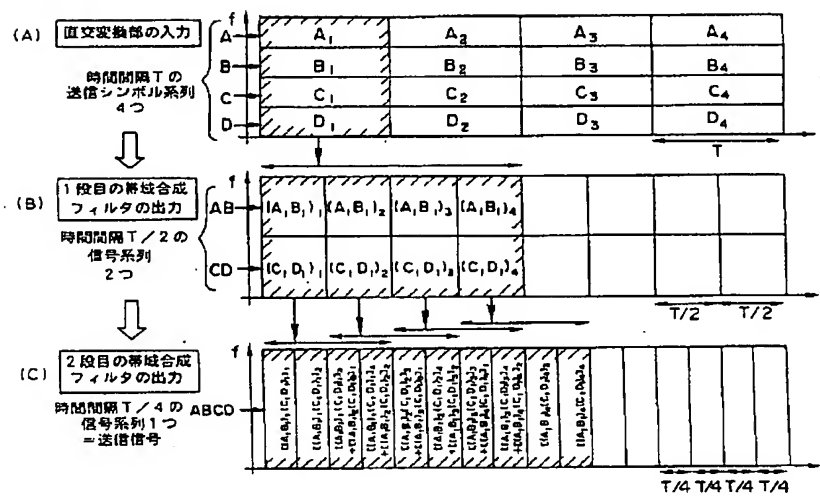 (A)
直交変換部の入力
時間間隔Tの
送信シンボル系列
4つ
f
A
B
C
D
A1 A2 A3 A4
B1 B2 B3 B4
C1 C2 C3 C4
D1 D2 D3 D4
T
(B)
1段目の帯域合成
フィルタの出力
時間間隔T/2の
信号系列
2つ
f
AB
CD
(A1B1)1 (A1B1)2 (A1B1)3 (A1B1)4
(C1D1)1 (C1D1)2 (C1D1)3 (C1D1)4
T/2 T/2
(C)
2段目の帯域合成
フィルタの出力
時間間隔T/4の
信号系列1つ
=送信信号
f
ABCD
T/4 T/4 T/4 T/4